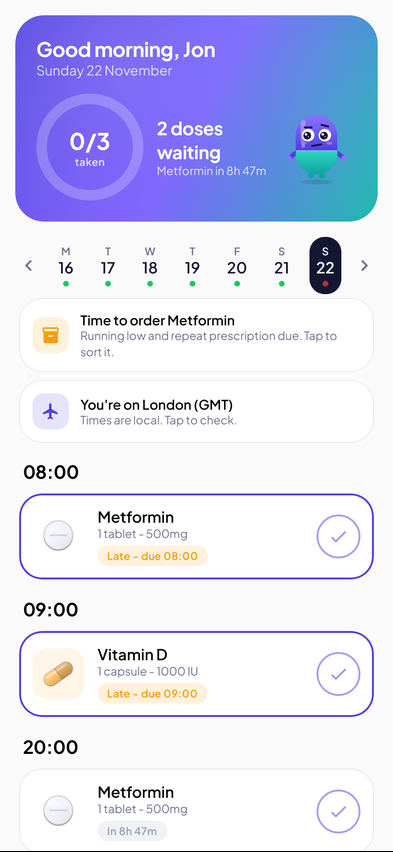 Good morning, Jon
Sunday 22 November
0/3
taken
2 doses
waiting
Metformin in 8h 47m
M T W T F S S
16 17 18 19 20 21 22
Time to order Metformin
Running low and repeat prescription due. Tap to
sort it.
You're on London (GMT)
Times are local. Tap to check.
08:00
Metformin
1 tablet - 500mg
Late - due 08:00
09:00
Vitamin D
1 capsule - 1000 IU
Late - due 09:00
20:00
Metformin
1 tablet - 500mg
In 8h 47m